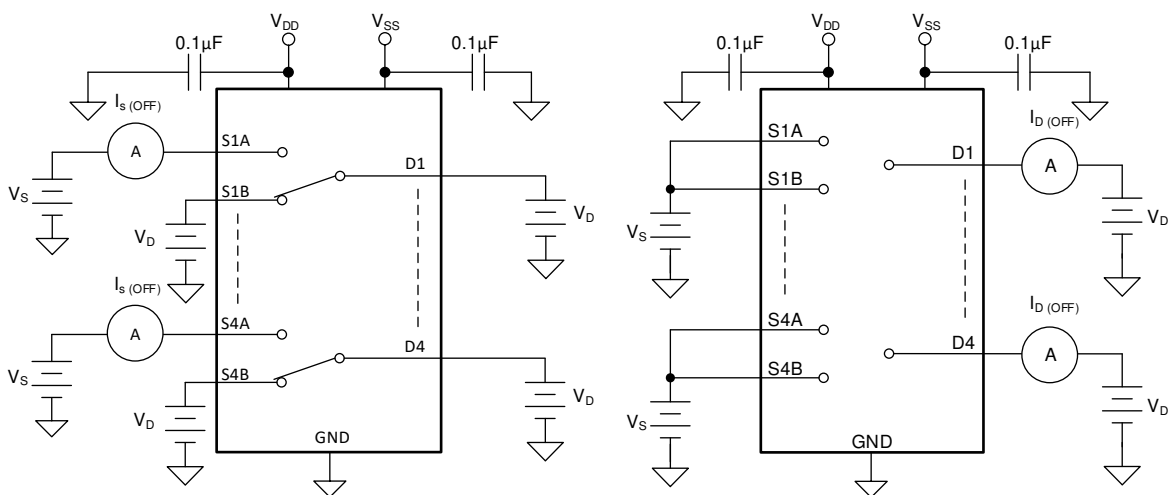 V_DD
V_SS
0.1µF
0.1µF
I_s (OFF)
A
S1A
V_S
S1B
D1
V_D
V_D
I_s (OFF)
A
S4A
V_S
S4B
D4
V_D
V_D
GND
V_DD
V_SS
0.1µF
0.1µF
I_D (OFF)
S1A
D1
A
S1B
V_S
V_D
I_D (OFF)
S4A
D4
A
S4B
V_S
V_D
GND